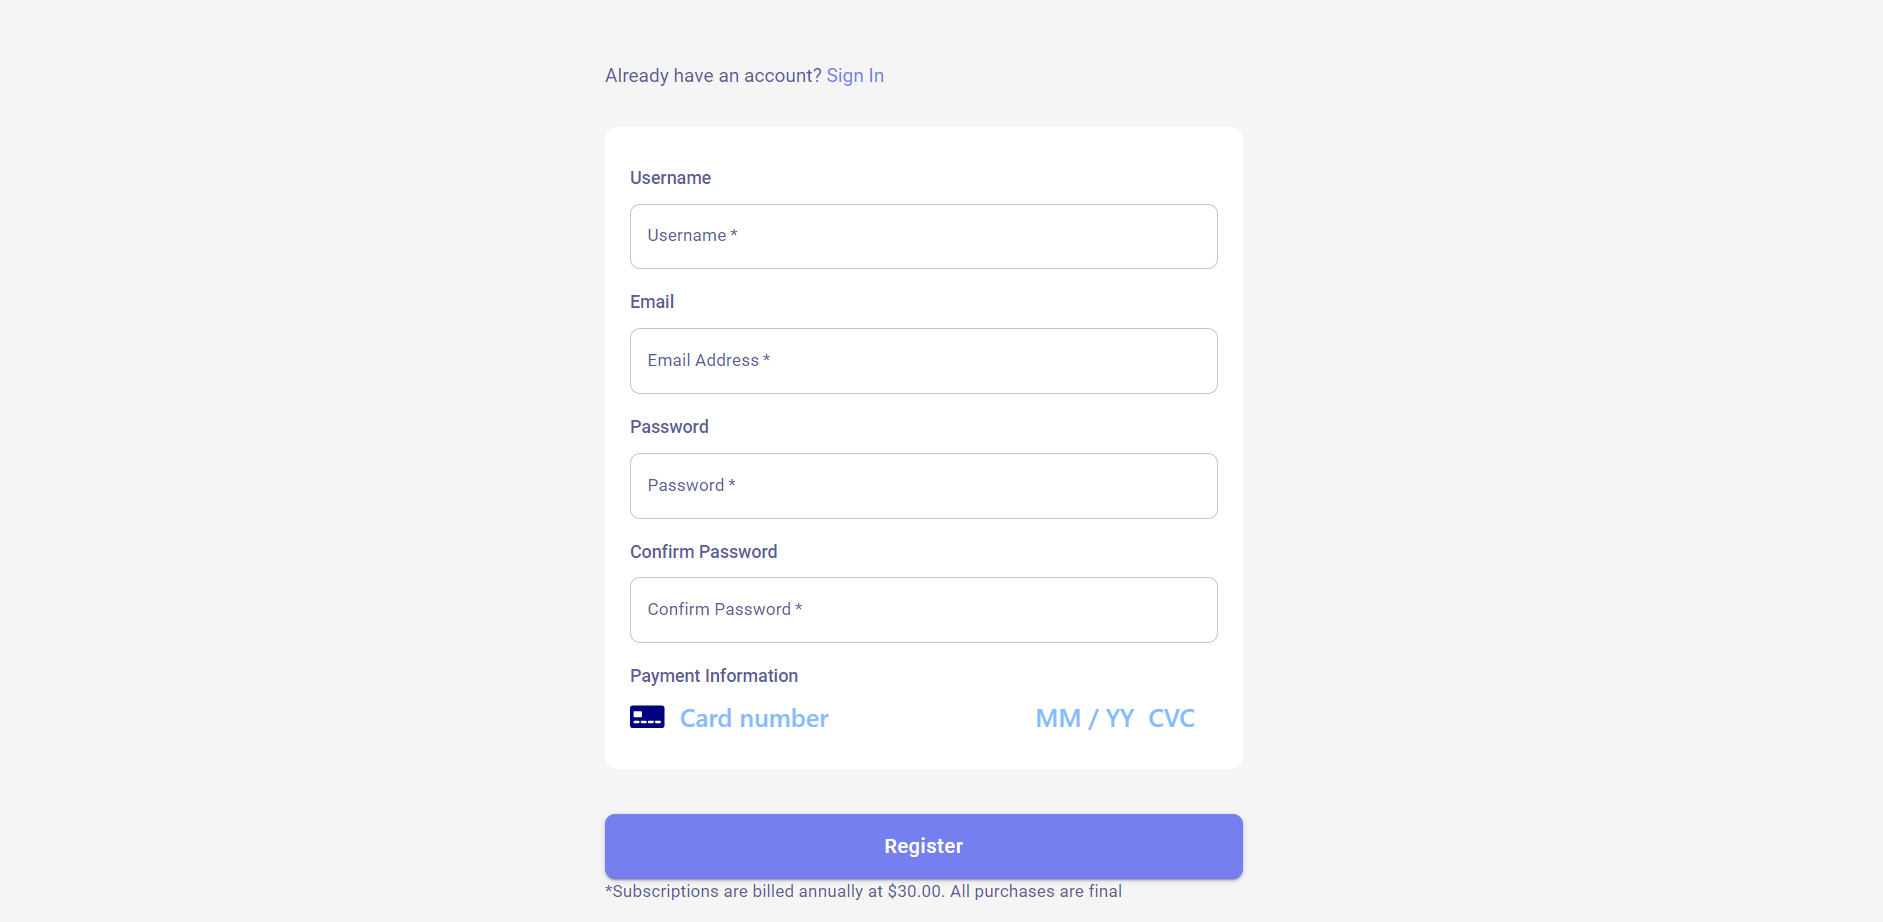 Already have an account? Sign In
Username
Username *
Email
Email Address *
Password
Password *
Confirm Password
Confirm Password *
Payment Information
Card number MM / YY CVC
Register
*Subscriptions are billed annually at $30.00. All purchases are final